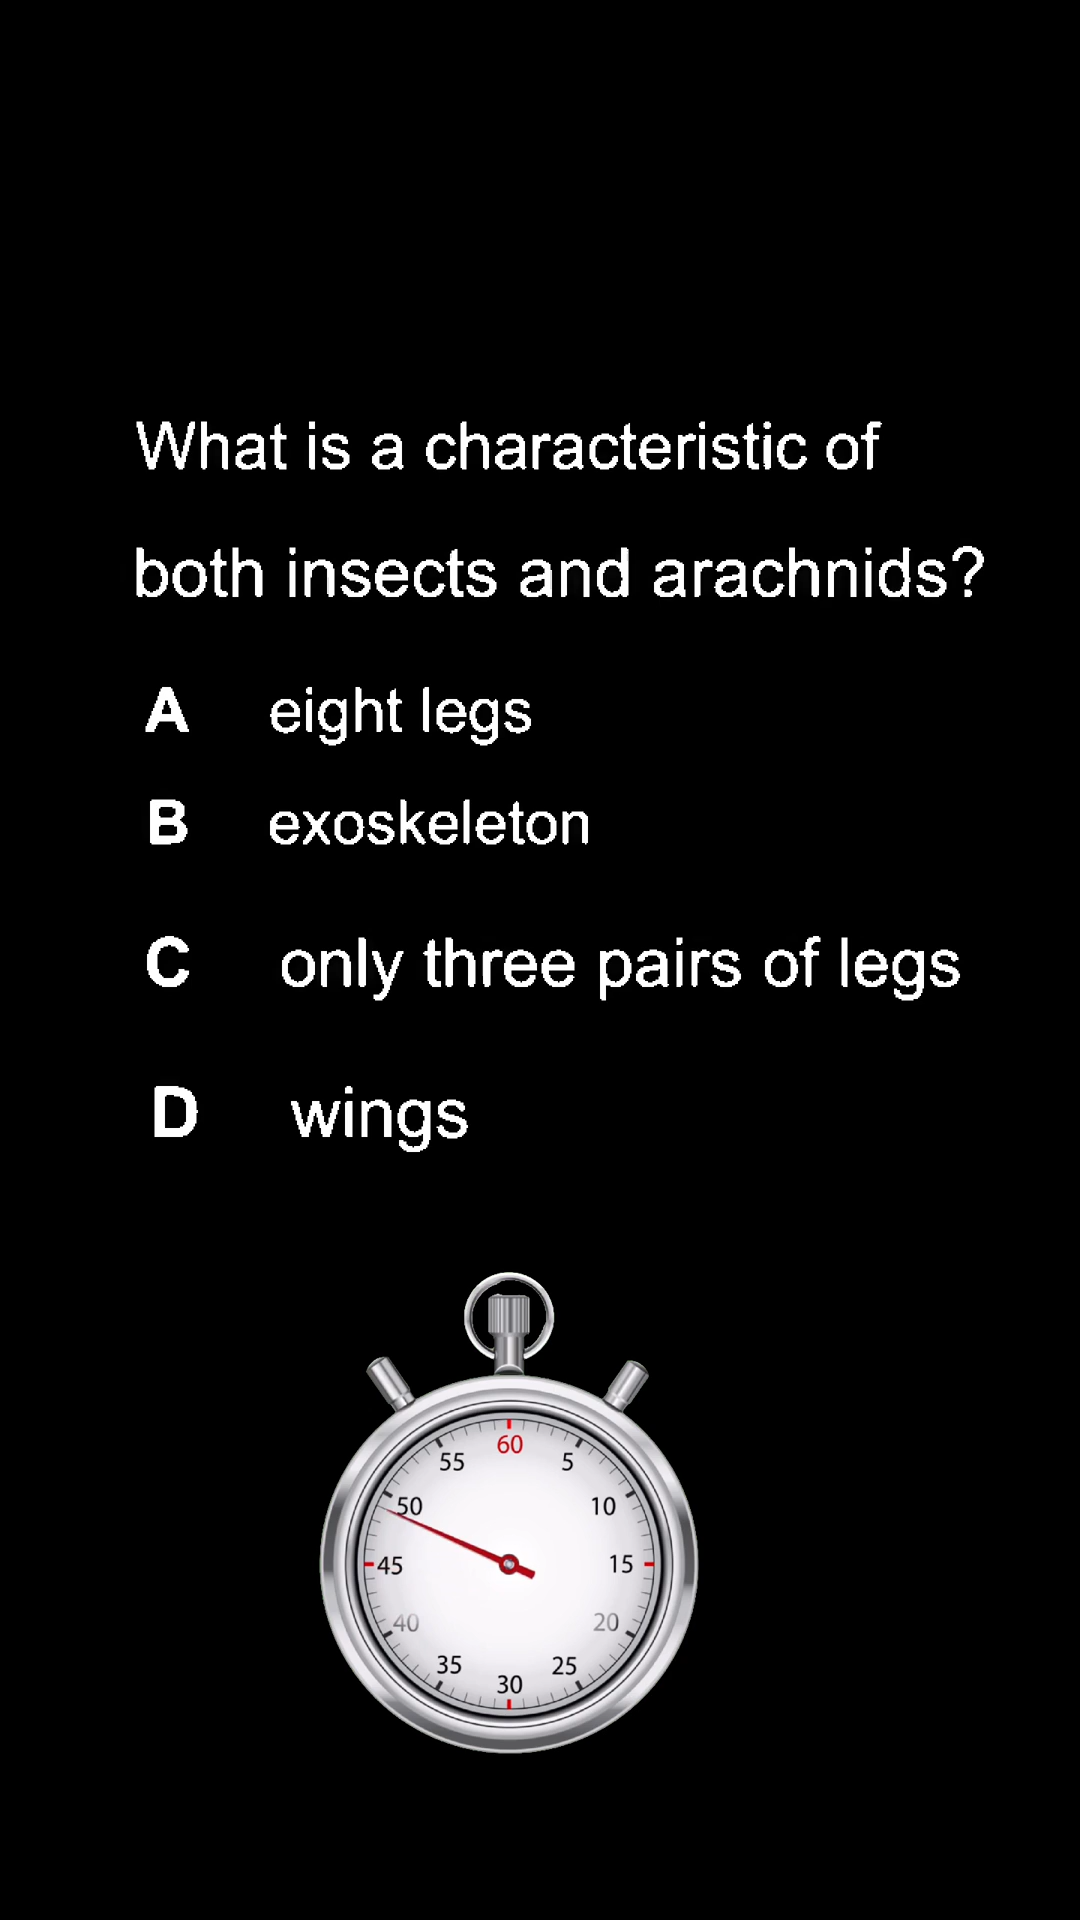 What is a characteristic of
both insects and arachnids?
A eight legs
B exoskeleton
C only three pairs of legs
D wings
60
55 5
50 10
45 15
40 20
35 25
30